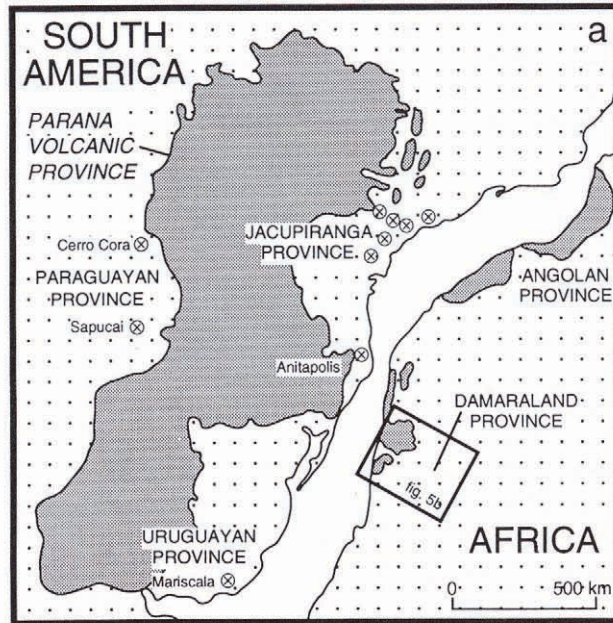 SOUTH
AMERICA
a
PARANA
VOLCANIC
PROVINCE
JACUPIRANGA
PROVINCE
Cerro Cora
PARAGUAYAN
PROVINCE
ANGOLAN
PROVINCE
Sapucai
Anitapolis
DAMARALAND
PROVINCE
fig. 5b
URUGUAYAN
PROVINCE
Mariscala
AFRICA
0 500 km